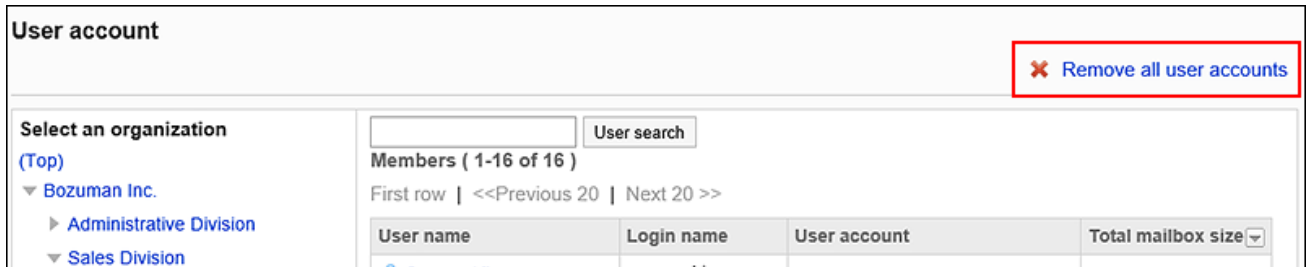 User account
Remove all user accounts
Select an organization
(Top)
Bozuman Inc.
Administrative Division
Sales Division
User search
Members ( 1-16 of 16 )
First row | <<Previous 20 | Next 20 >>
User name Login name User account Total mailbox size